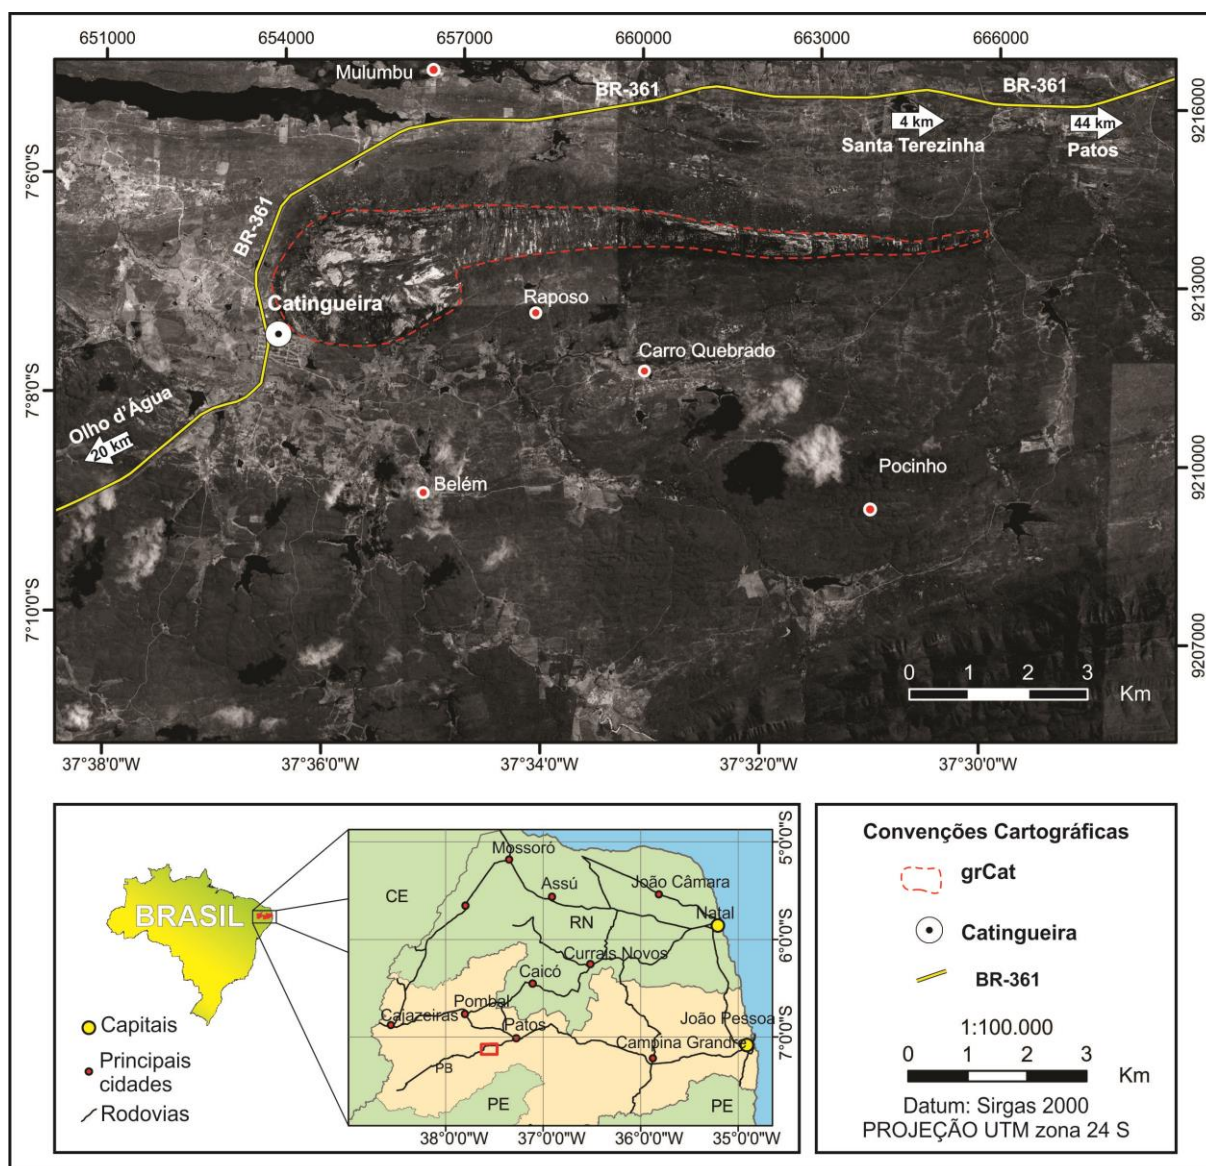 651000 654000 657000 660000 663000 666000
Mulumbu
BR-361
BR-361
9216000
4 km
44 km
Santa Terezinha
Patos
7°6'0"S
BR-361
Catingueira
Raposo
9213000
Carro Quebrado
7°8'0"S
Olho d'Água
20 km
Belém
Pocinho
9210000
7°10'0"S
9207000
0 1 2 3
Km
37°38'0"W 37°36'0"W 37°34'0"W 37°32'0"W 37°30'0"W
BRASIL
Capitais
Principais
cidades
Rodovias
Mossoró
CE
Assú
João Câmara
RN
Natal
Currais Novos
Caicó
Pombal
Cajazeiras
Patos
João Pessoa
Campina Grandre
PB
PE
PE
5°0'0"S
6°0'0"S
7°0'0"S
38°0'0"W 37°0'0"W 36°0'0"W 35°0'0"W
Convenções Cartográficas
grCat
Catingueira
BR-361
1:100.000
0 1 2 3
Km
Datum: Sirgas 2000
PROJEÇÃO UTM zona 24 S